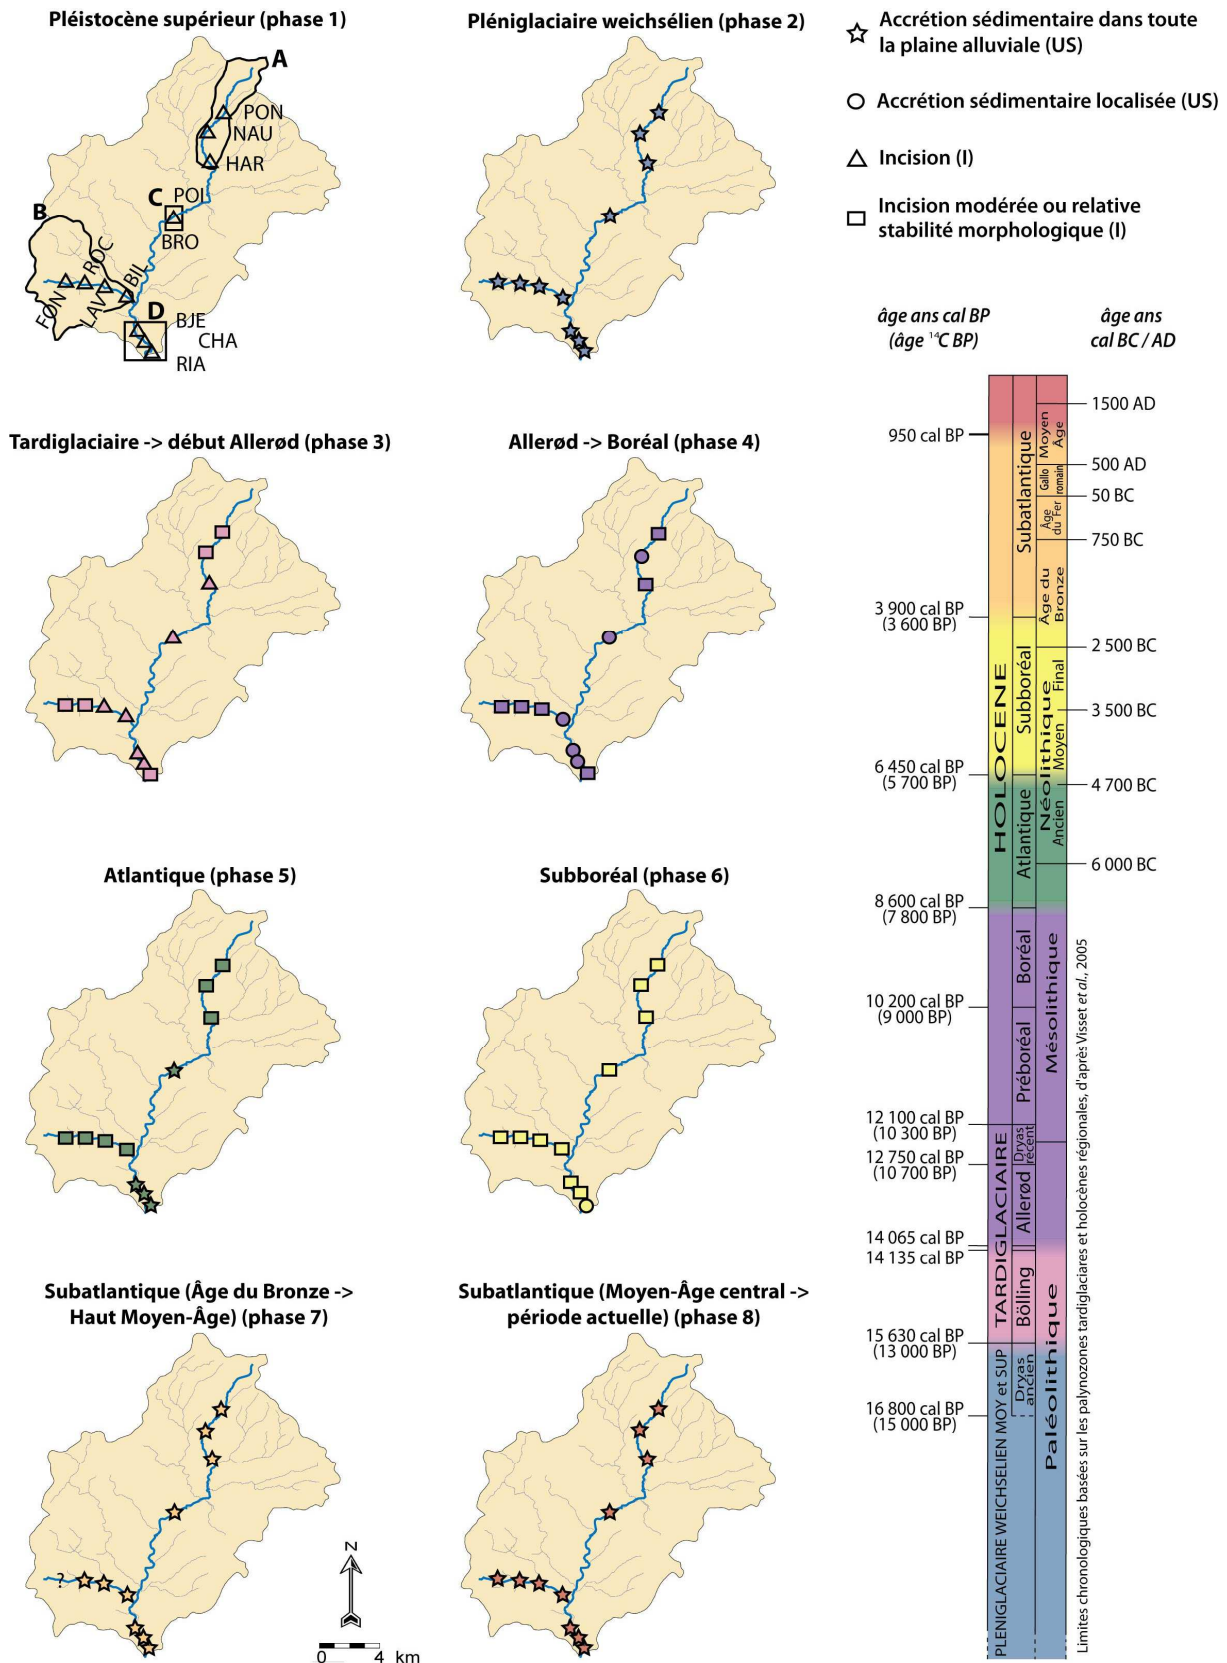 Pléistocène supérieur (phase 1)
A
PON
NAU
HAR
C
POL
BRO
B
ROC
BIL
FON
LAV
D
BJE
CHA
RIA
Pléniglaciaire weichsélien (phase 2)
Accrétion sédimentaire dans toute
la plaine alluviale (US)
Accrétion sédimentaire localisée (US)
Incision (I)
Incision modérée ou relative
stabilité morphologique (I)
Tardiglaciaire -> début Allerød (phase 3)
Allerød -> Boréal (phase 4)
Atlantique (phase 5)
Subboréal (phase 6)
Subatlantique (Âge du Bronze ->
Haut Moyen-Âge) (phase 7)
?
Subatlantique (Moyen-Âge central ->
période actuelle) (phase 8)
N
0 4 km
âge ans cal BP
(âge ¹⁴C BP)
âge ans
cal BC / AD
950 cal BP
3 900 cal BP
(3 600 BP)
6 450 cal BP
(5 700 BP)
8 600 cal BP
(7 800 BP)
10 200 cal BP
(9 000 BP)
12 100 cal BP
(10 300 BP)
12 750 cal BP
(10 700 BP)
14 065 cal BP
14 135 cal BP
15 630 cal BP
(13 000 BP)
16 800 cal BP
(15 000 BP)
HOLOCENE
TARDIGLACIAIRE
PLENIGLACIAIRE WEICHSELIEN MOY et SUP
Subatlantique
Subboréal
Atlantique
Boréal
Préboréal
Dryas
récent
Allerød
Bölling
Dryas
ancien
Moyen
Âge
Gallo
romain
Âge
du Fer
Âge du
Bronze
Néolithique
Final
Moyen
Ancien
Mésolithique
Paléolithique
1500 AD
500 AD
50 BC
750 BC
2 500 BC
3 500 BC
4 700 BC
6 000 BC
Limites chronologiques basées sur les palynozones tardiglaciares et holocènes régionales, d'après Visset et al., 2005